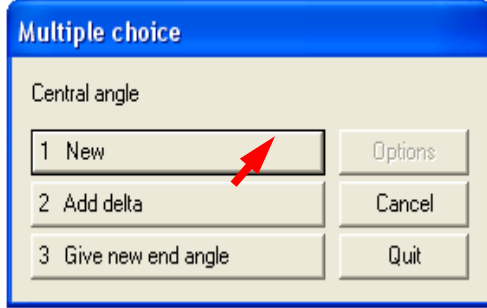 Multiple choice
Central angle
1 New
Options
2 Add delta
Cancel
3 Give new end angle
Quit